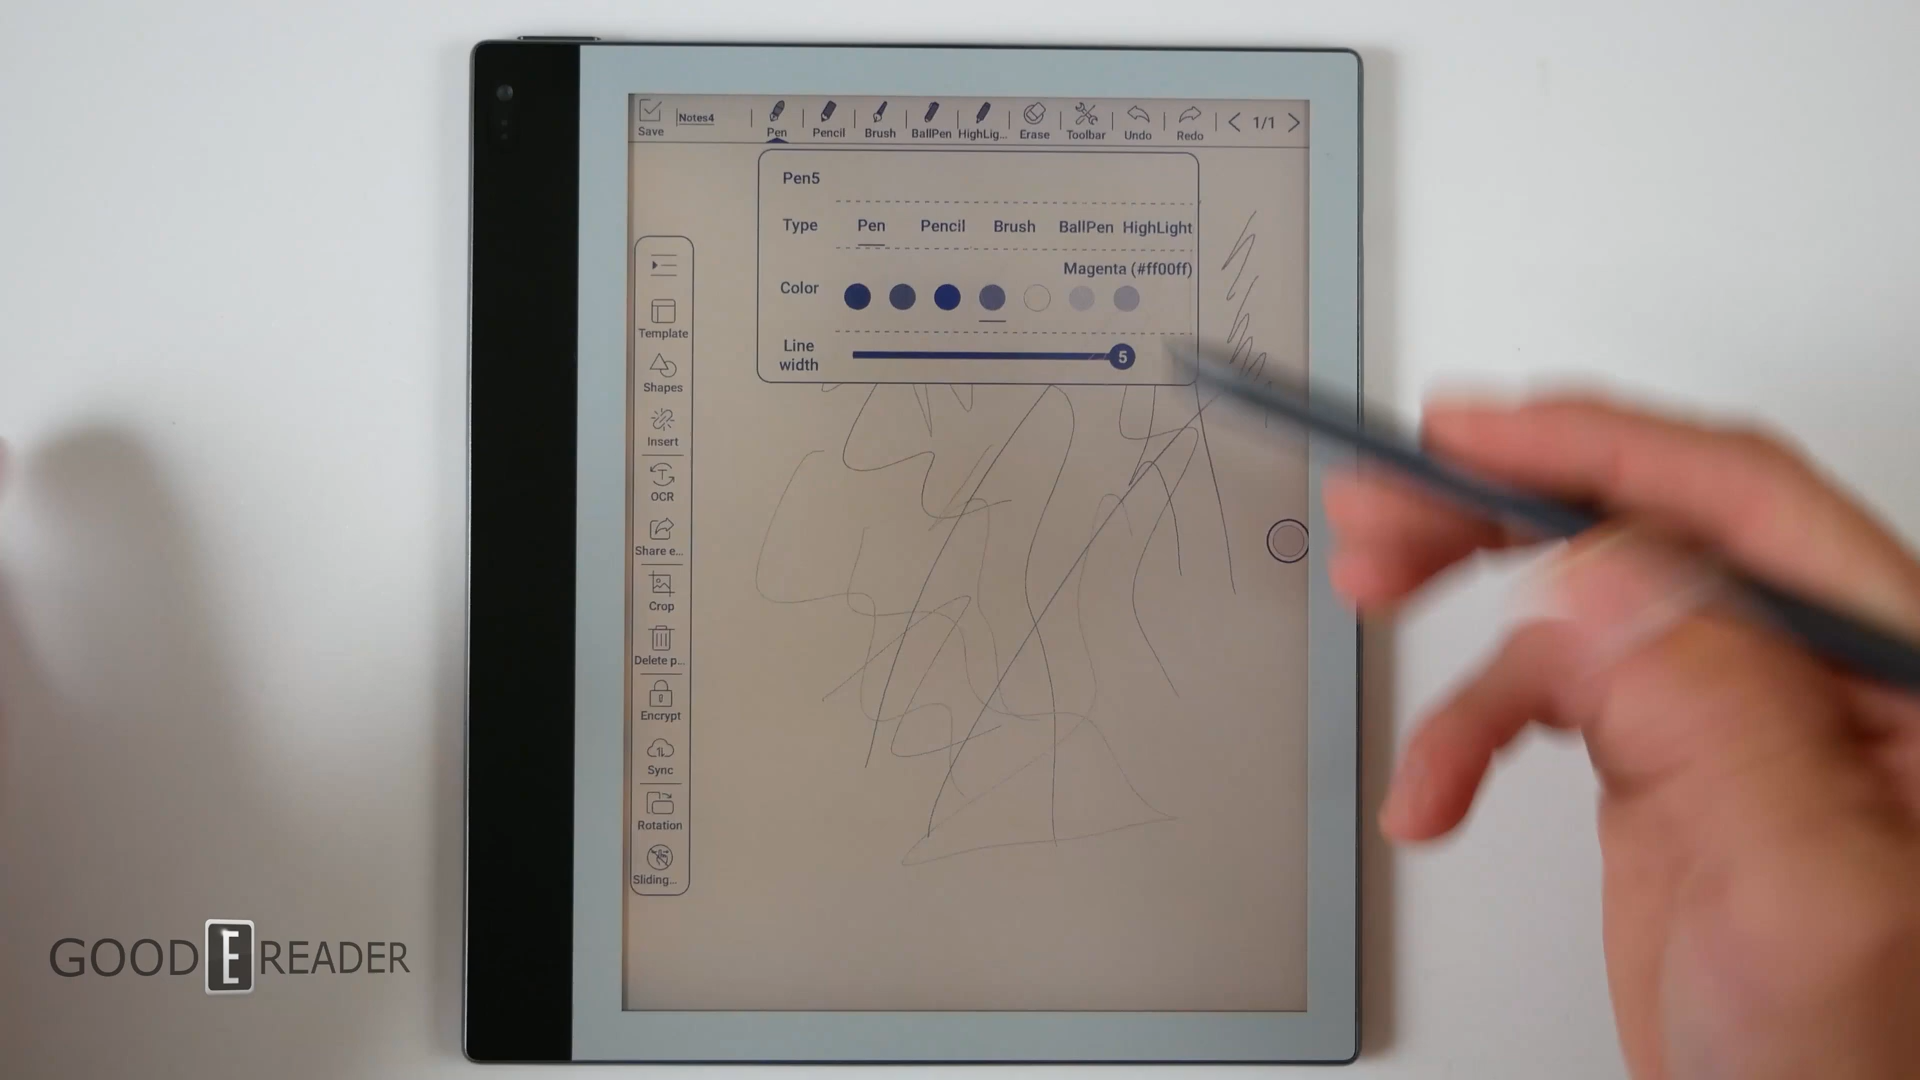 Save
Notes4
Pen
Pencil
Brush
BallPen
HighLig...
Erase
Toolbar
Undo
Redo
1/1
Pen5
Type
Pen
Pencil
Brush
BallPen
HighLight
Magenta (#ff00ff)
Color
Line
width
5
Template
Shapes
Insert
OCR
Share e...
Crop
Delete p...
Encrypt
Sync
Rotation
Sliding...
GOOD E READER